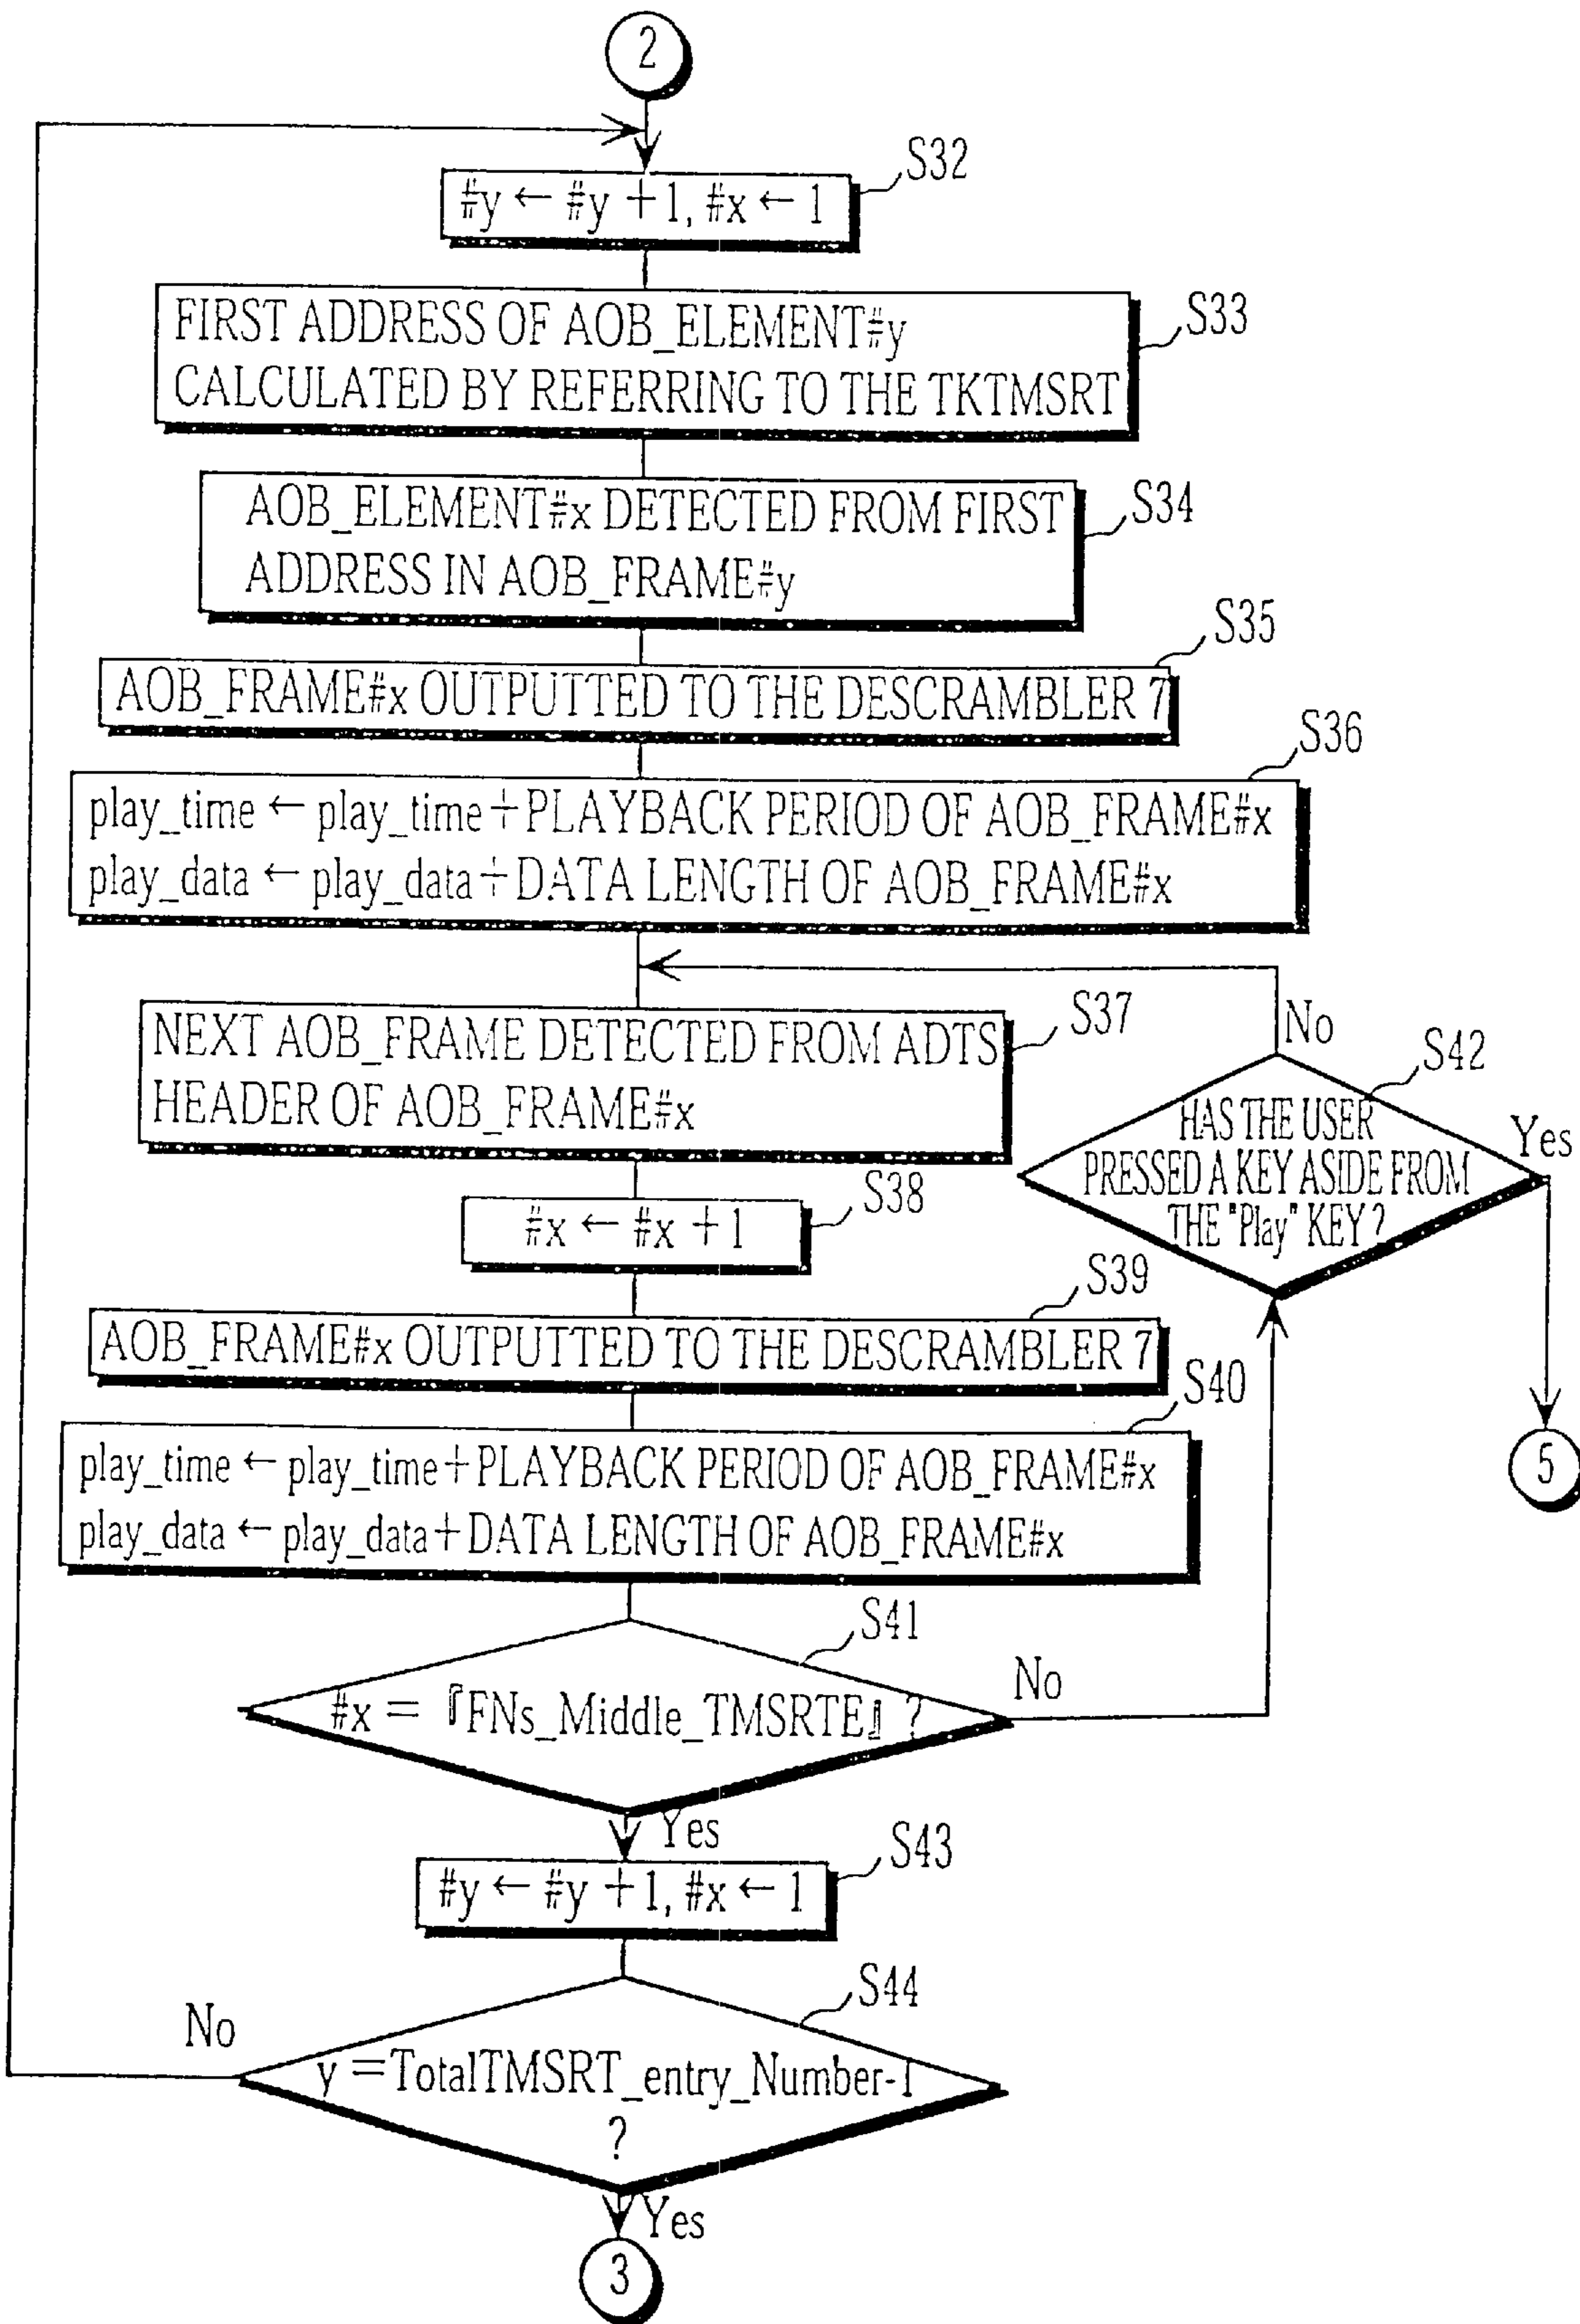 2
S32
#y ← #y + 1, #x ← 1
S33
FIRST ADDRESS OF AOB_ELEMENT#y
CALCULATED BY REFERRING TO THE TKTMSRT
S34
AOB_ELEMENT#x DETECTED FROM FIRST
ADDRESS IN AOB_FRAME#y
S35
AOB_FRAME#x OUTPUTTED TO THE DESCRAMBLER 7
S36
play_time ← play_time+PLAYBACK PERIOD OF AOB_FRAME#x
play_data ← play_data+DATA LENGTH OF AOB_FRAME#x
S37
NEXT AOB_FRAME DETECTED FROM ADTS
HEADER OF AOB_FRAME#x
No
S42
HAS THE USER
PRESSED A KEY ASIDE FROM
THE "Play" KEY ?
Yes
5
S38
#x ← #x + 1
S39
AOB_FRAME#x OUTPUTTED TO THE DESCRAMBLER 7
S40
play_time ← play_time+PLAYBACK PERIOD OF AOB_FRAME#x
play_data ← play_data+DATA LENGTH OF AOB_FRAME#x
S41
#x = 『FNs_Middle_TMSRTE』 ?
No
Yes
S43
#y ← #y + 1, #x ← 1
S44
No
y =TotalTMSRT_entry_Number-1
?
Yes
3